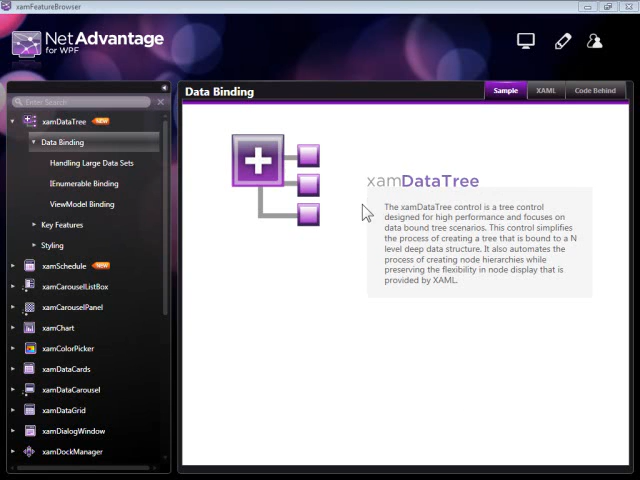 xamFeatureBrowser
NetAdvantage
for WPF
Enter Search
xamDataTree NEW
Data Binding
Handling Large Data Sets
IEnumerable Binding
ViewModel Binding
Key Features
Styling
xamSchedule NEW
xamCarouselListBox
xamCarouselPanel
xamChart
xamColorPicker
xamDataCards
xamDataCarousel
xamDataGrid
xamDialogWindow
xamDockManager
Data Binding
Sample XAML Code Behind
xamDataTree
The xamDataTree control is a tree control
designed for high performance and focuses on
data bound tree scenarios. This control simplifies
the process of creating a tree that is bound to a N
level deep data structure. It also automates the
process of creating node hierarchies while
preserving the flexibility in node display that is
provided by XAML.